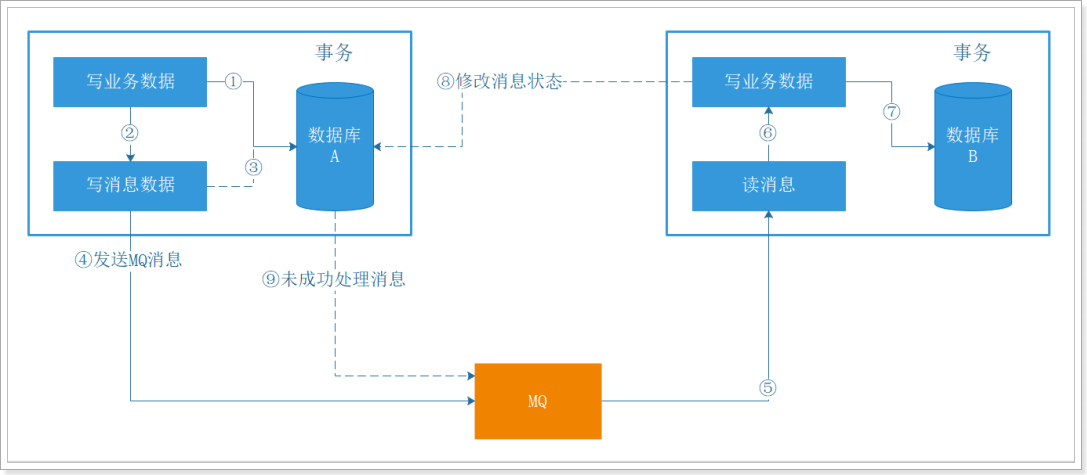 事务
写业务数据
①
②
③
数据库
A
写消息数据
④发送MQ消息
⑨未成功处理消息
⑧修改消息状态
MQ
⑤
事务
写业务数据
⑥
⑦
读消息
数据库
B